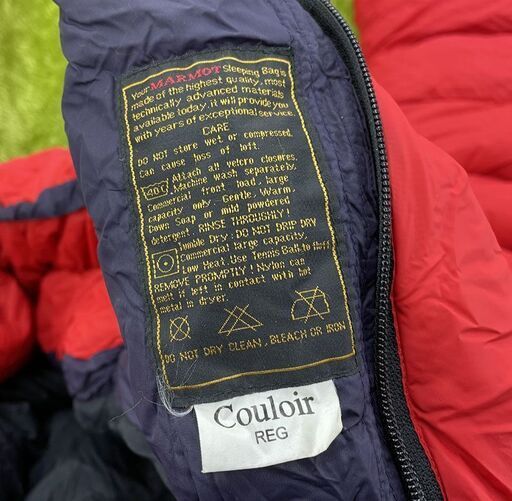 Your MARMOT Sleeping Bag is
made of the highest quality, most
technically advanced materials
available today. it will provide you
with years of exceptional service.
CARE
DO NOT store wet or compressed.
Can cause loss of loft.
Attach all velcro closures.
40C Machine wash separately.
Commercial front load, large
capacity only. Gentle, Warm.
Down Soap or mild powdered
detergent. RINSE THROUGHLY!
Tumble Dry: DO NOT DRIP DRY
Commercial large capacity.
Low Heat. Use Tennis Ball to fluff
REMOVE PROMPTLY! Nylon can
melt if left in contact with hot
metal in dryer.
DO NOT DRY CLEAN, BLEACH OR IRON
Couloir
REG